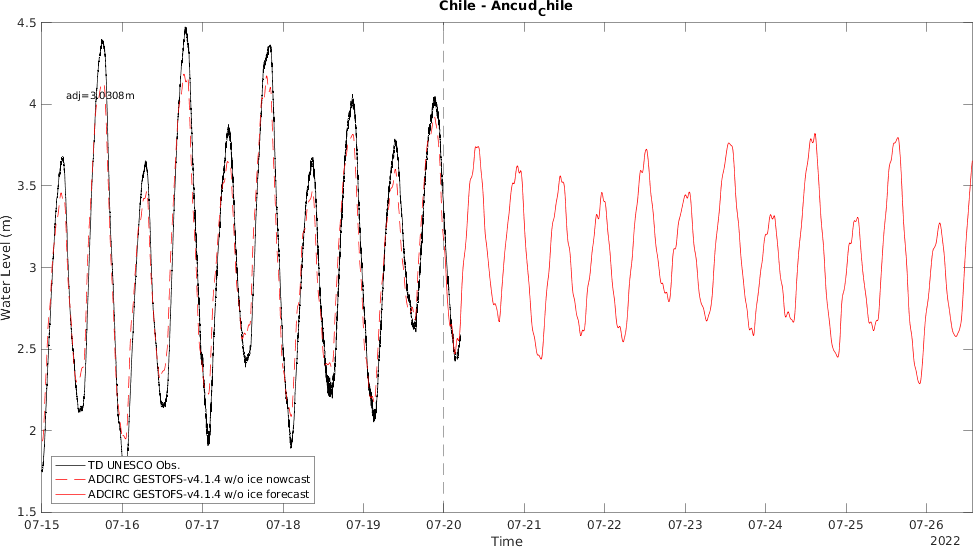 Chile - Ancud_Chile
4.5
4
3.5
3
2.5
2
1.5
Water Level (m)
adj=3.0308m
TD UNESCO Obs.
ADCIRC GESTOFS-v4.1.4 w/o ice nowcast
ADCIRC GESTOFS-v4.1.4 w/o ice forecast
07-15 07-16 07-17 07-18 07-19 07-20 07-21 07-22 07-23 07-24 07-25 07-26
Time
2022